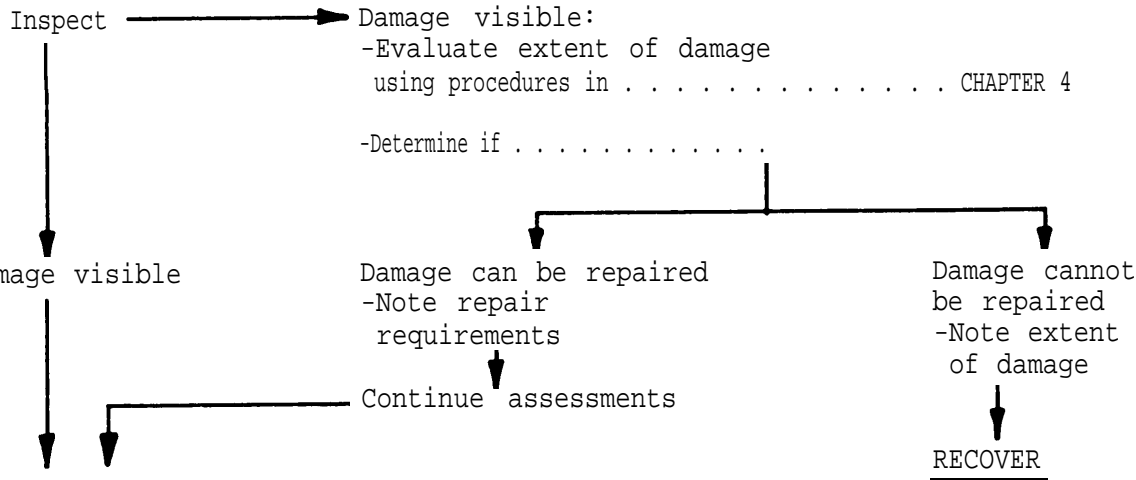 Inspect
Damage visible:
-Evaluate extent of damage
using procedures in . . . . . . . . . . . . . CHAPTER 4
-Determine if . . . . . . . . . . . .
mage visible
Damage can be repaired
-Note repair
requirements
Continue assessments
Damage cannot
be repaired
-Note extent
of damage
RECOVER